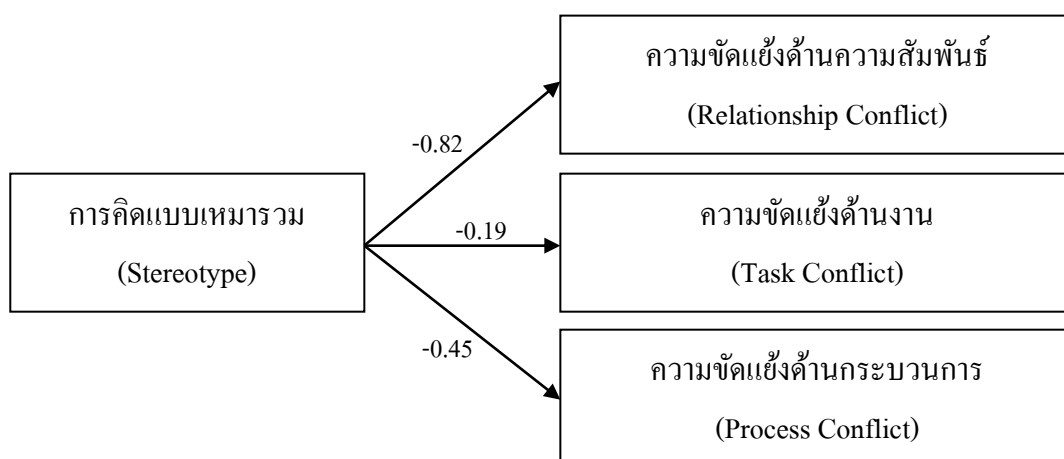 ความขัดแย้งด้านความสัมพันธ์
(Relationship Conflict)
-0.82
การคิดแบบเหมารวม
(Stereotype)
-0.19
ความขัดแย้งด้านงาน
(Task Conflict)
-0.45
ความขัดแย้งด้านกระบวนการ
(Process Conflict)